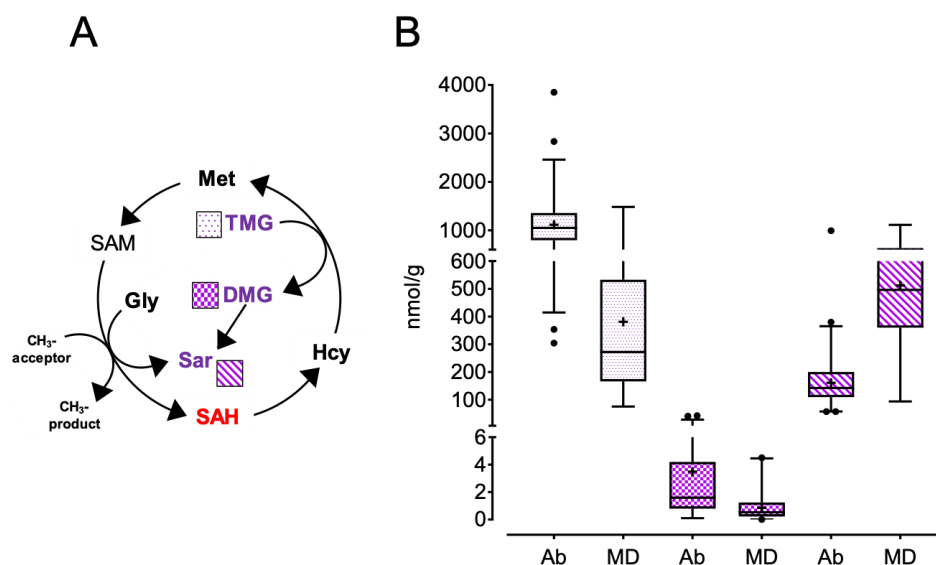 A
B
Met
TMG
SAM
DMG
Gly
CH₃-
acceptor
Sar
Hcy
CH₃-
product
SAH
nmol/g
4000
3000
2000
1000
600
500
400
300
200
100
6
4
2
0
Ab MD Ab MD Ab MD